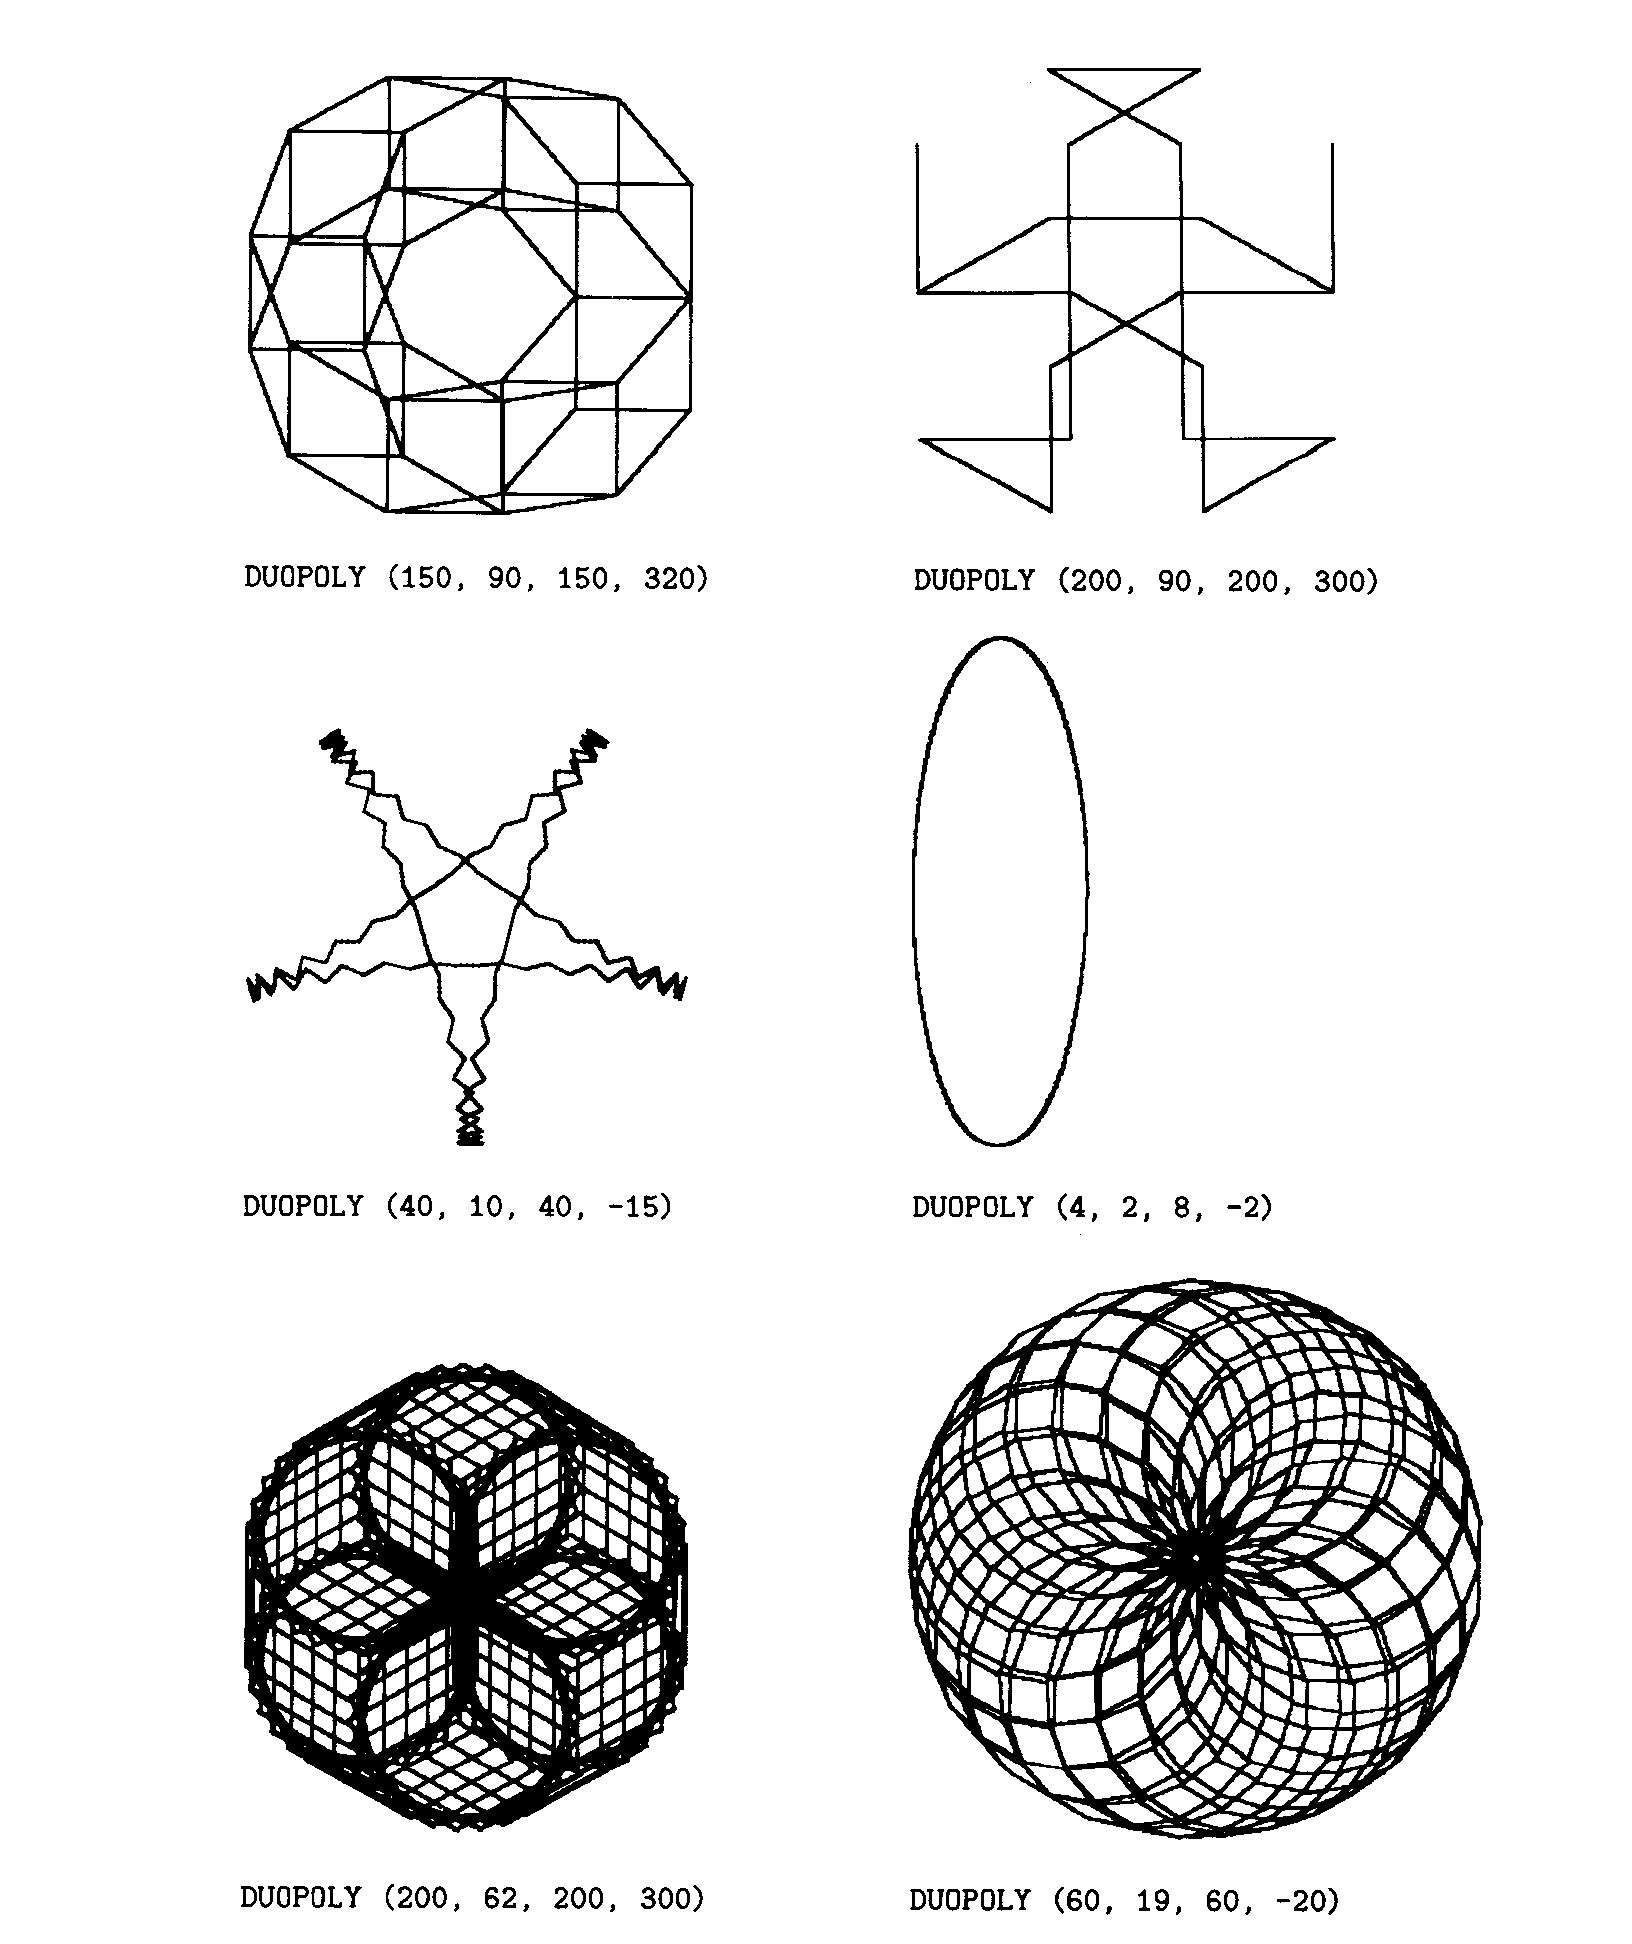 DUOPOLY (150, 90, 150, 320)
DUOPOLY (200, 90, 200, 300)
DUOPOLY (40, 10, 40, -15)
DUOPOLY (4, 2, 8, -2)
DUOPOLY (200, 62, 200, 300)
DUOPOLY (60, 19, 60, -20)